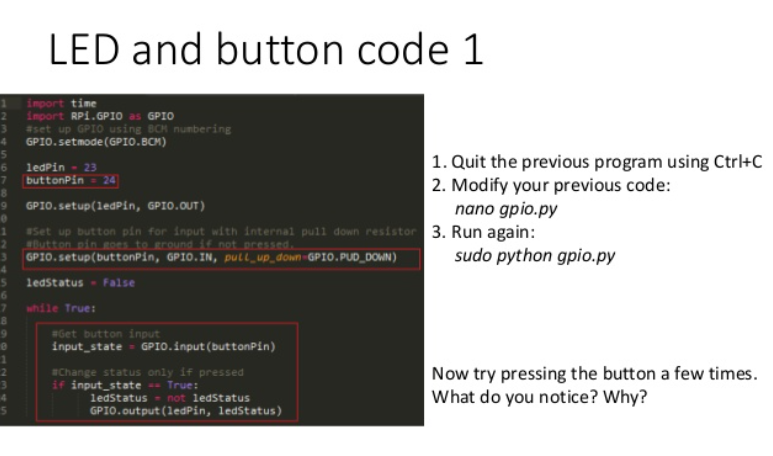 LED and button code 1
1 import time
2 import RPi.GPIO as GPIO
3 #set up GPIO using BCM numbering
4 GPIO.setmode(GPIO.BCM)
5
6 ledPin = 23
7 buttonPin = 24
8
9 GPIO.setup(ledPin, GPIO.OUT)
0
1 #Set up button pin for input with internal pull down resistor
2 #Button pin goes to ground if not pressed.
3 GPIO.setup(buttonPin, GPIO.IN, pull_up_down=GPIO.PUD_DOWN)
4
5 ledStatus = False
6
7 while True:
8
9 #Get button input
0 input_state = GPIO.input(buttonPin)
1
2 #Change status only if pressed
3 if input_state == True:
4 ledStatus = not ledStatus
5 GPIO.output(ledPin, ledStatus)
1. Quit the previous program using Ctrl+C
2. Modify your previous code:
nano gpio.py
3. Run again:
sudo python gpio.py
Now try pressing the button a few times.
What do you notice? Why?